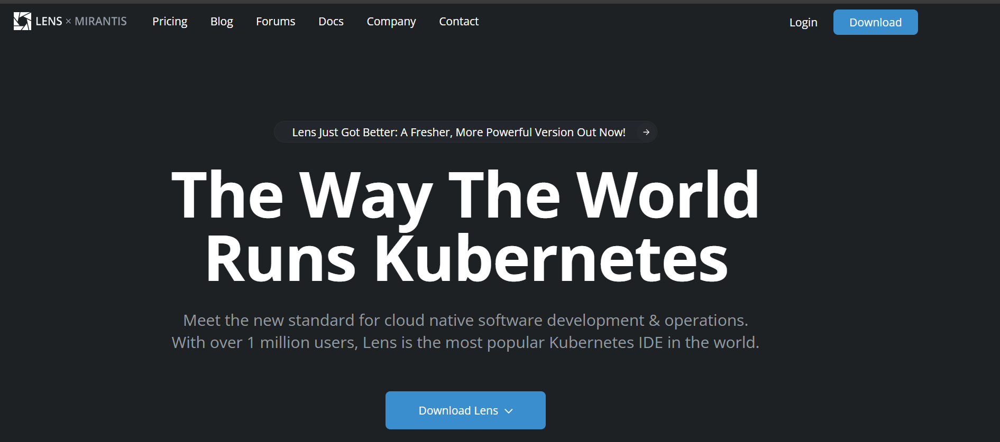 LENS × MIRANTIS Pricing Blog Forums Docs Company Contact Login Download
Lens Just Got Better: A Fresher, More Powerful Version Out Now!
The Way The World
Runs Kubernetes
Meet the new standard for cloud native software development & operations.
With over 1 million users, Lens is the most popular Kubernetes IDE in the world.
Download Lens